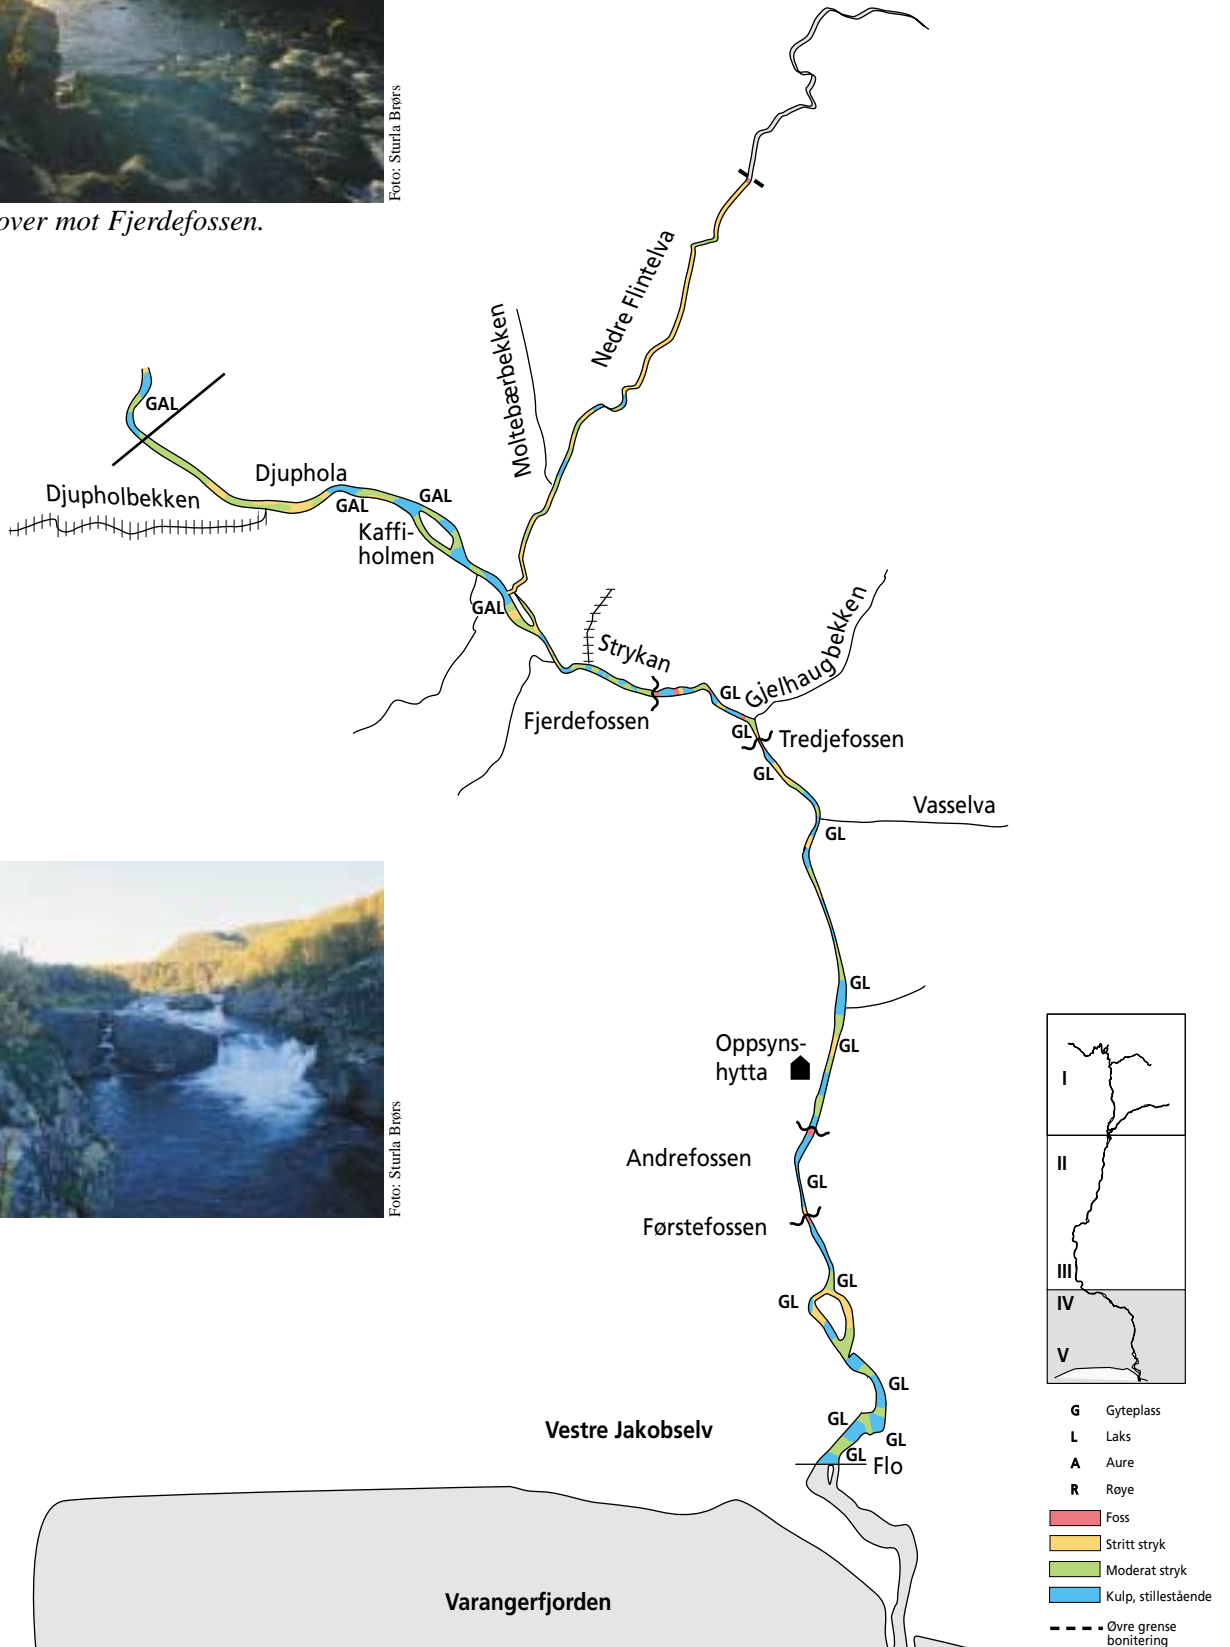 Foto: Sturla Brørs
over mot Fjerdefossen.
Nedre Flintelva
Moltebærbekken
GAL
Djuphola
Djupholbekken
GAL
GAL
Kaffi-
holmen
GAL
Strykan
Gjelhaugbekken
GL
Fjerdefossen
GL
Tredjefossen
GL
Vasselva
GL
GL
Oppsyns-
hytta
GL
Andrefossen
GL
Førstefossen
Foto: Sturla Brørs
GL
GL
GL
GL
Vestre Jakobselv
GL
GL
Flo
Varangerfjorden
I
II
III
IV
V
G Gyteplass
L Laks
A Aure
R Røye
Foss
Stritt stryk
Moderat stryk
Kulp, stillestående
Øvre grense
bonitering